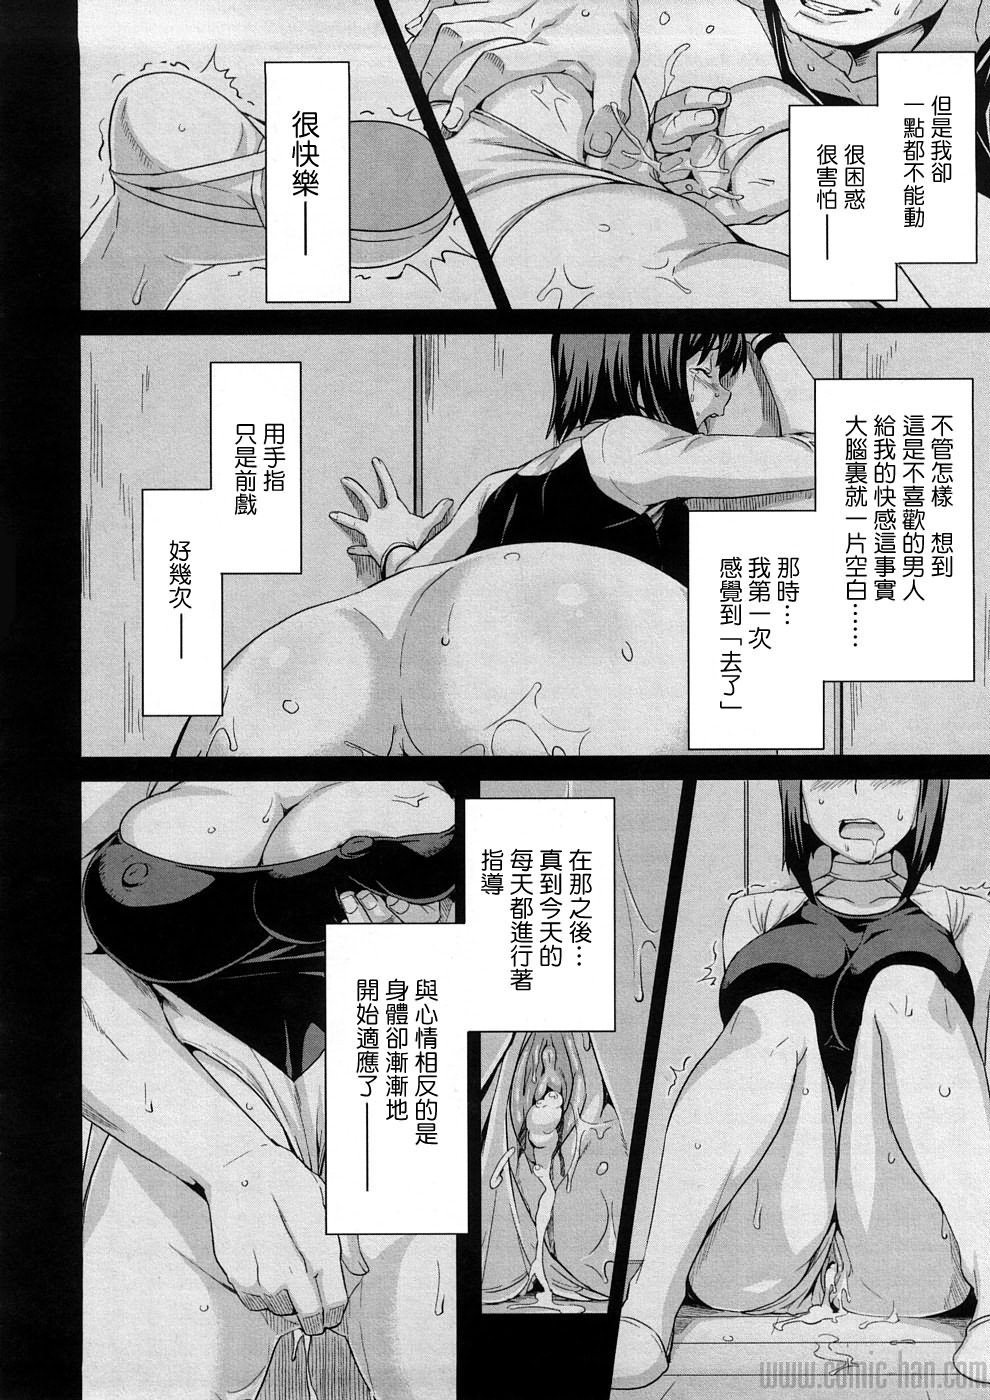 但是我卻
一點都不能動
很困惑
很害怕——
很快樂——
不管怎樣 想到
這是不喜歡的男人
給我的快感這事實
大腦裏就一片空白……
那時…
我第一次
感覺到「去了」
用手指
只是前戲
好幾次——
在那之後…
真到今天的
每天都進行著
指導
與心情相反的是
身體卻漸漸地
開始適應了——
www.comic-han.com